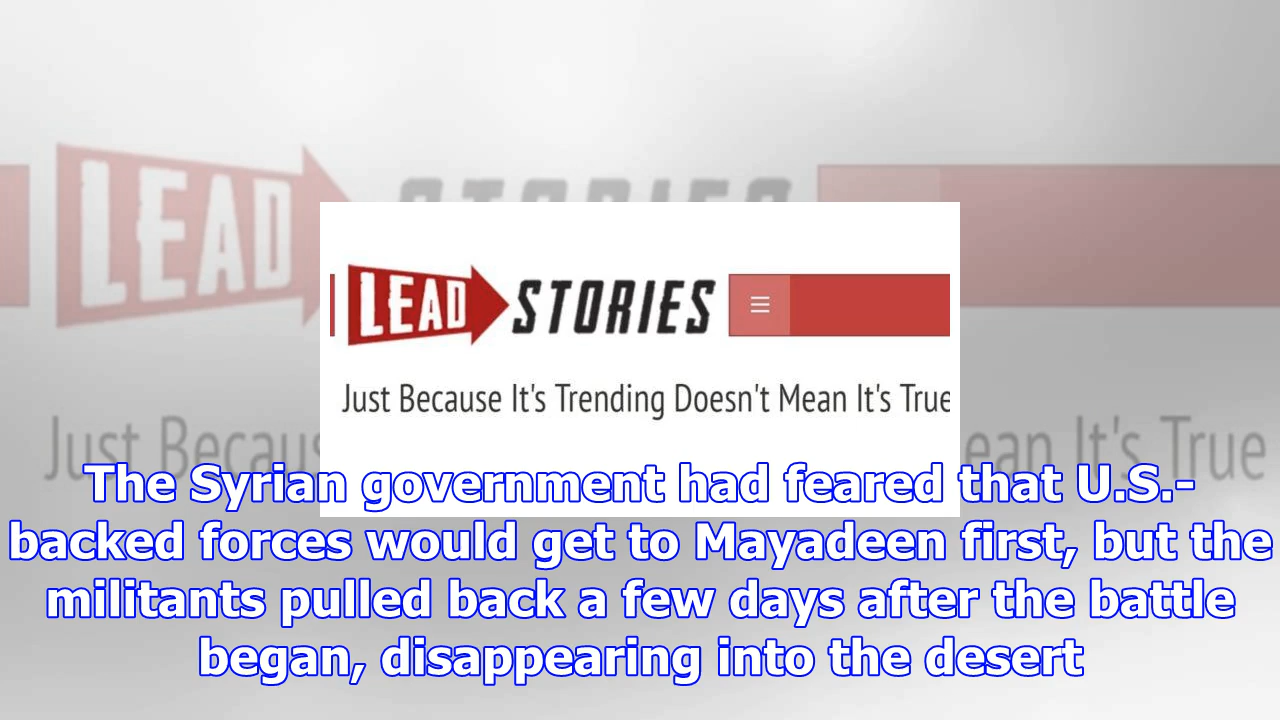 LEAD STORIES
Just Because It's Trending Doesn't Mean It's True
The Syrian government had feared that U.S.-
backed forces would get to Mayadeen first, but the
militants pulled back a few days after the battle
began, disappearing into the desert